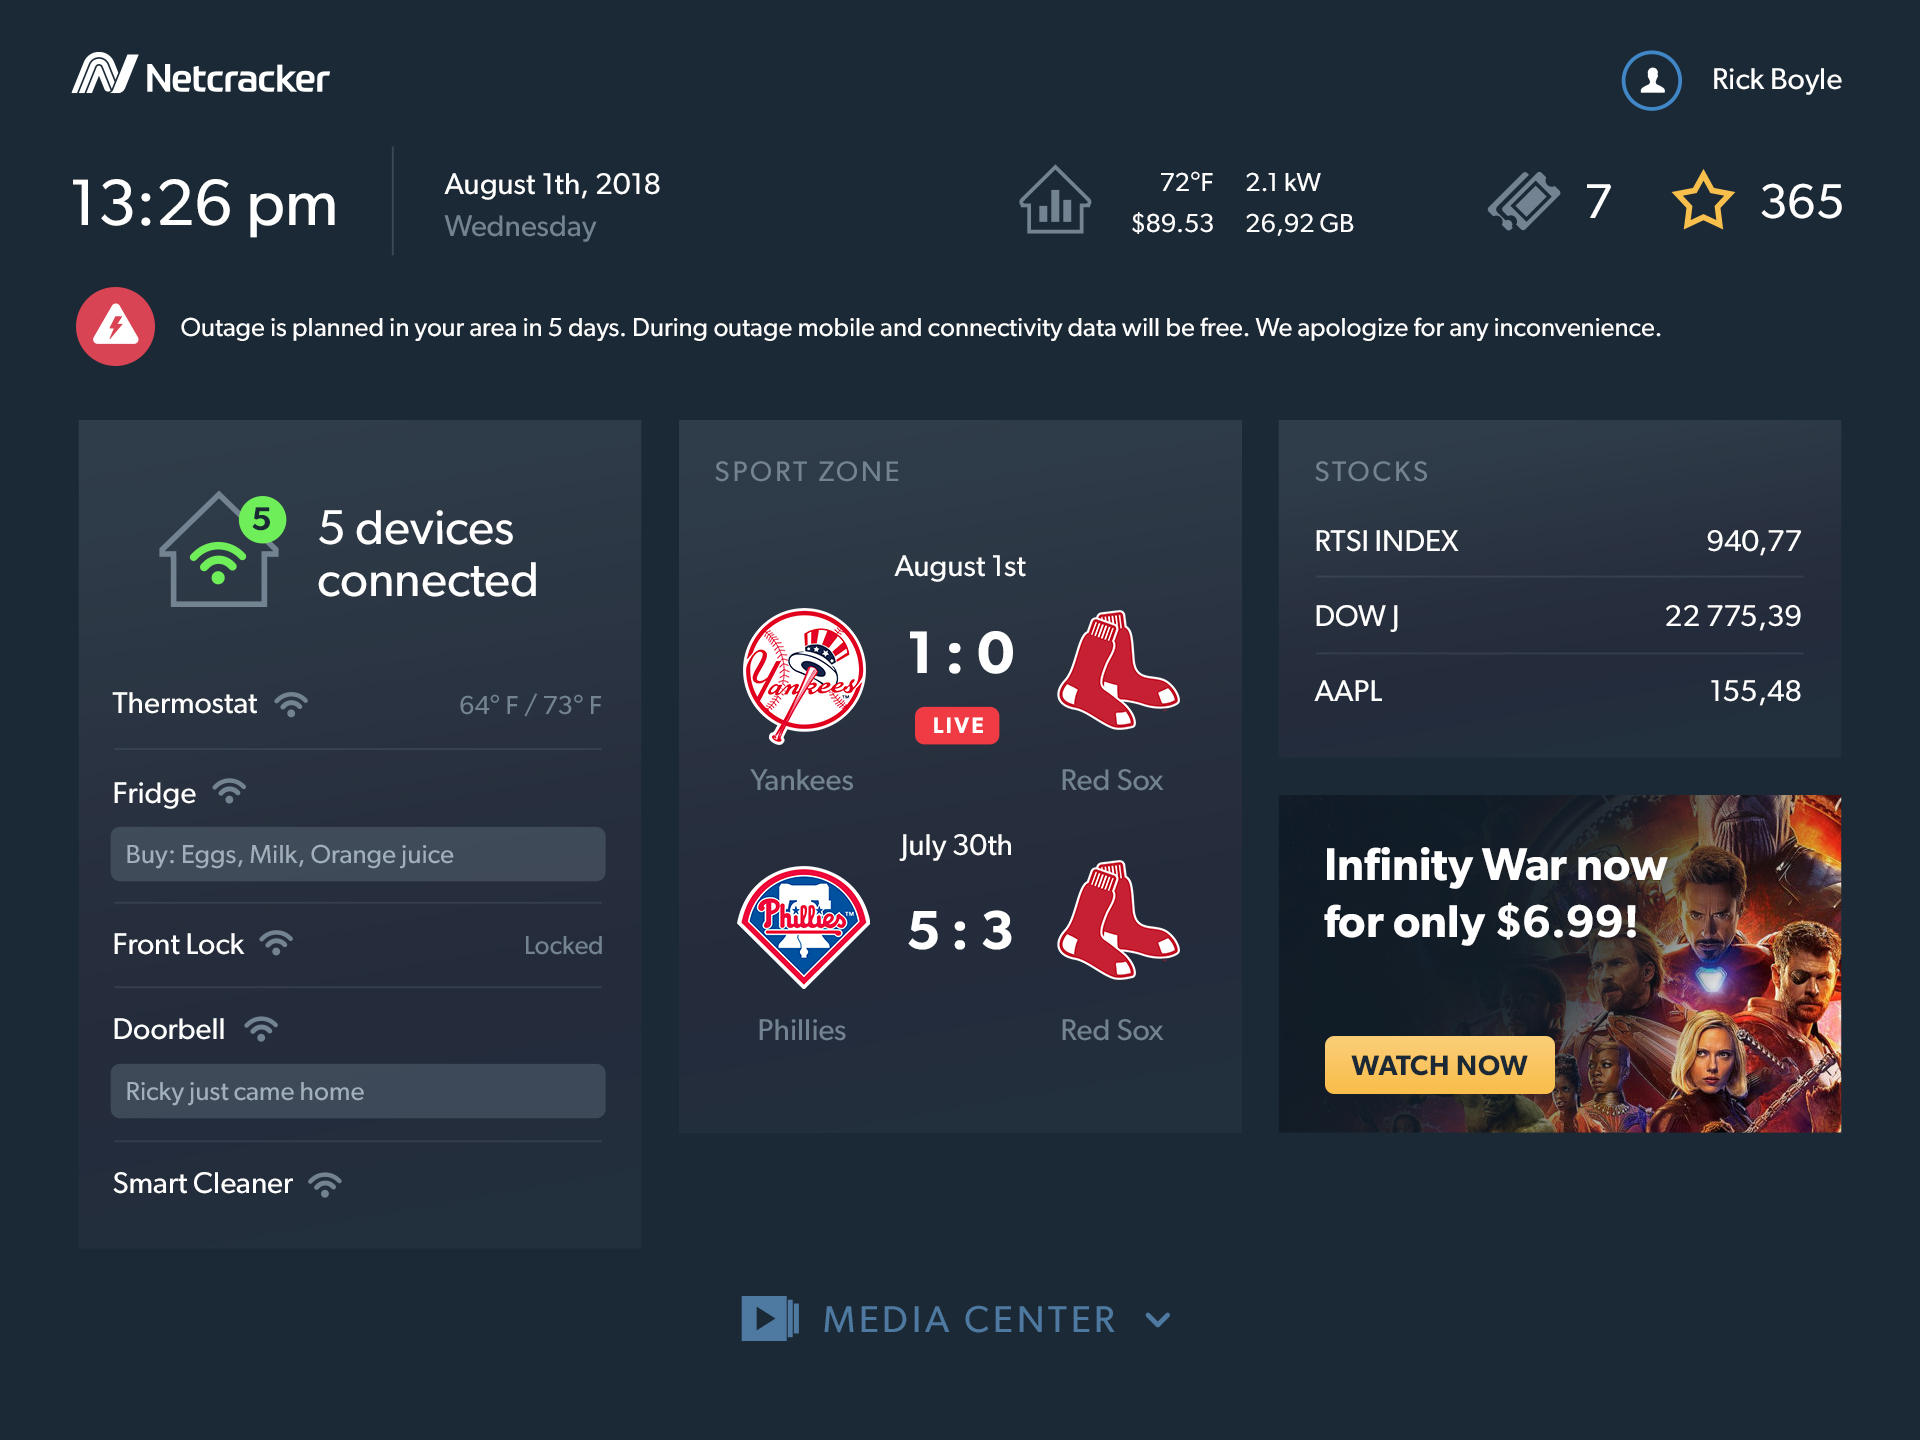 Netcracker
Rick Boyle
13:26 pm
August 1th, 2018
Wednesday
72°F 2.1 kW
$89.53 26,92 GB
7
365
Outage is planned in your area in 5 days. During outage mobile and connectivity data will be free. We apologize for any inconvenience.
5
5 devices
connected
Thermostat 64° F / 73° F
Fridge
Buy: Eggs, Milk, Orange juice
Front Lock Locked
Doorbell
Ricky just came home
Smart Cleaner
SPORT ZONE
August 1st
Yankees
TM
1 : 0
LIVE
Yankees Red Sox
July 30th
Phillies
TM
5 : 3
Phillies Red Sox
STOCKS
RTSI INDEX 940,77
DOW J 22 775,39
AAPL 155,48
Infinity War now
for only $6.99!
WATCH NOW
MEDIA CENTER